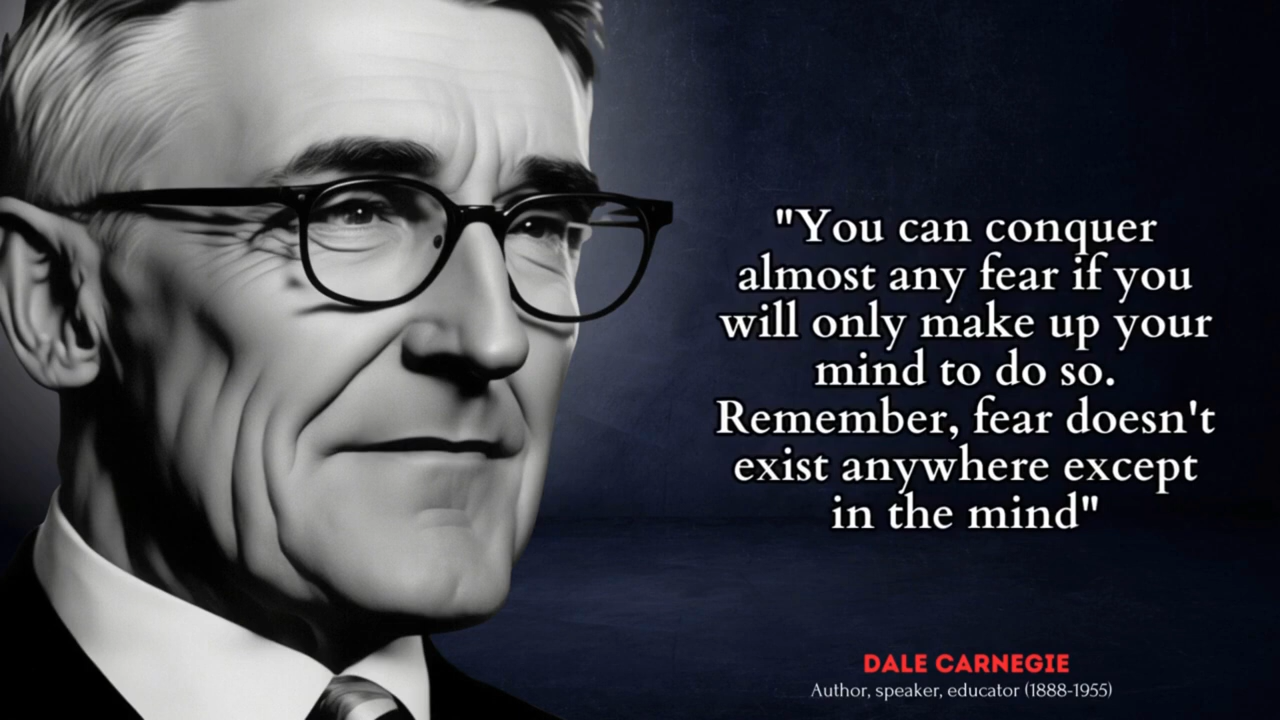 "You can conquer
almost any fear if you
will only make up your
mind to do so.
Remember, fear doesn't
exist anywhere except
in the mind"
DALE CARNEGIE
Author, speaker, educator (1888-1955)